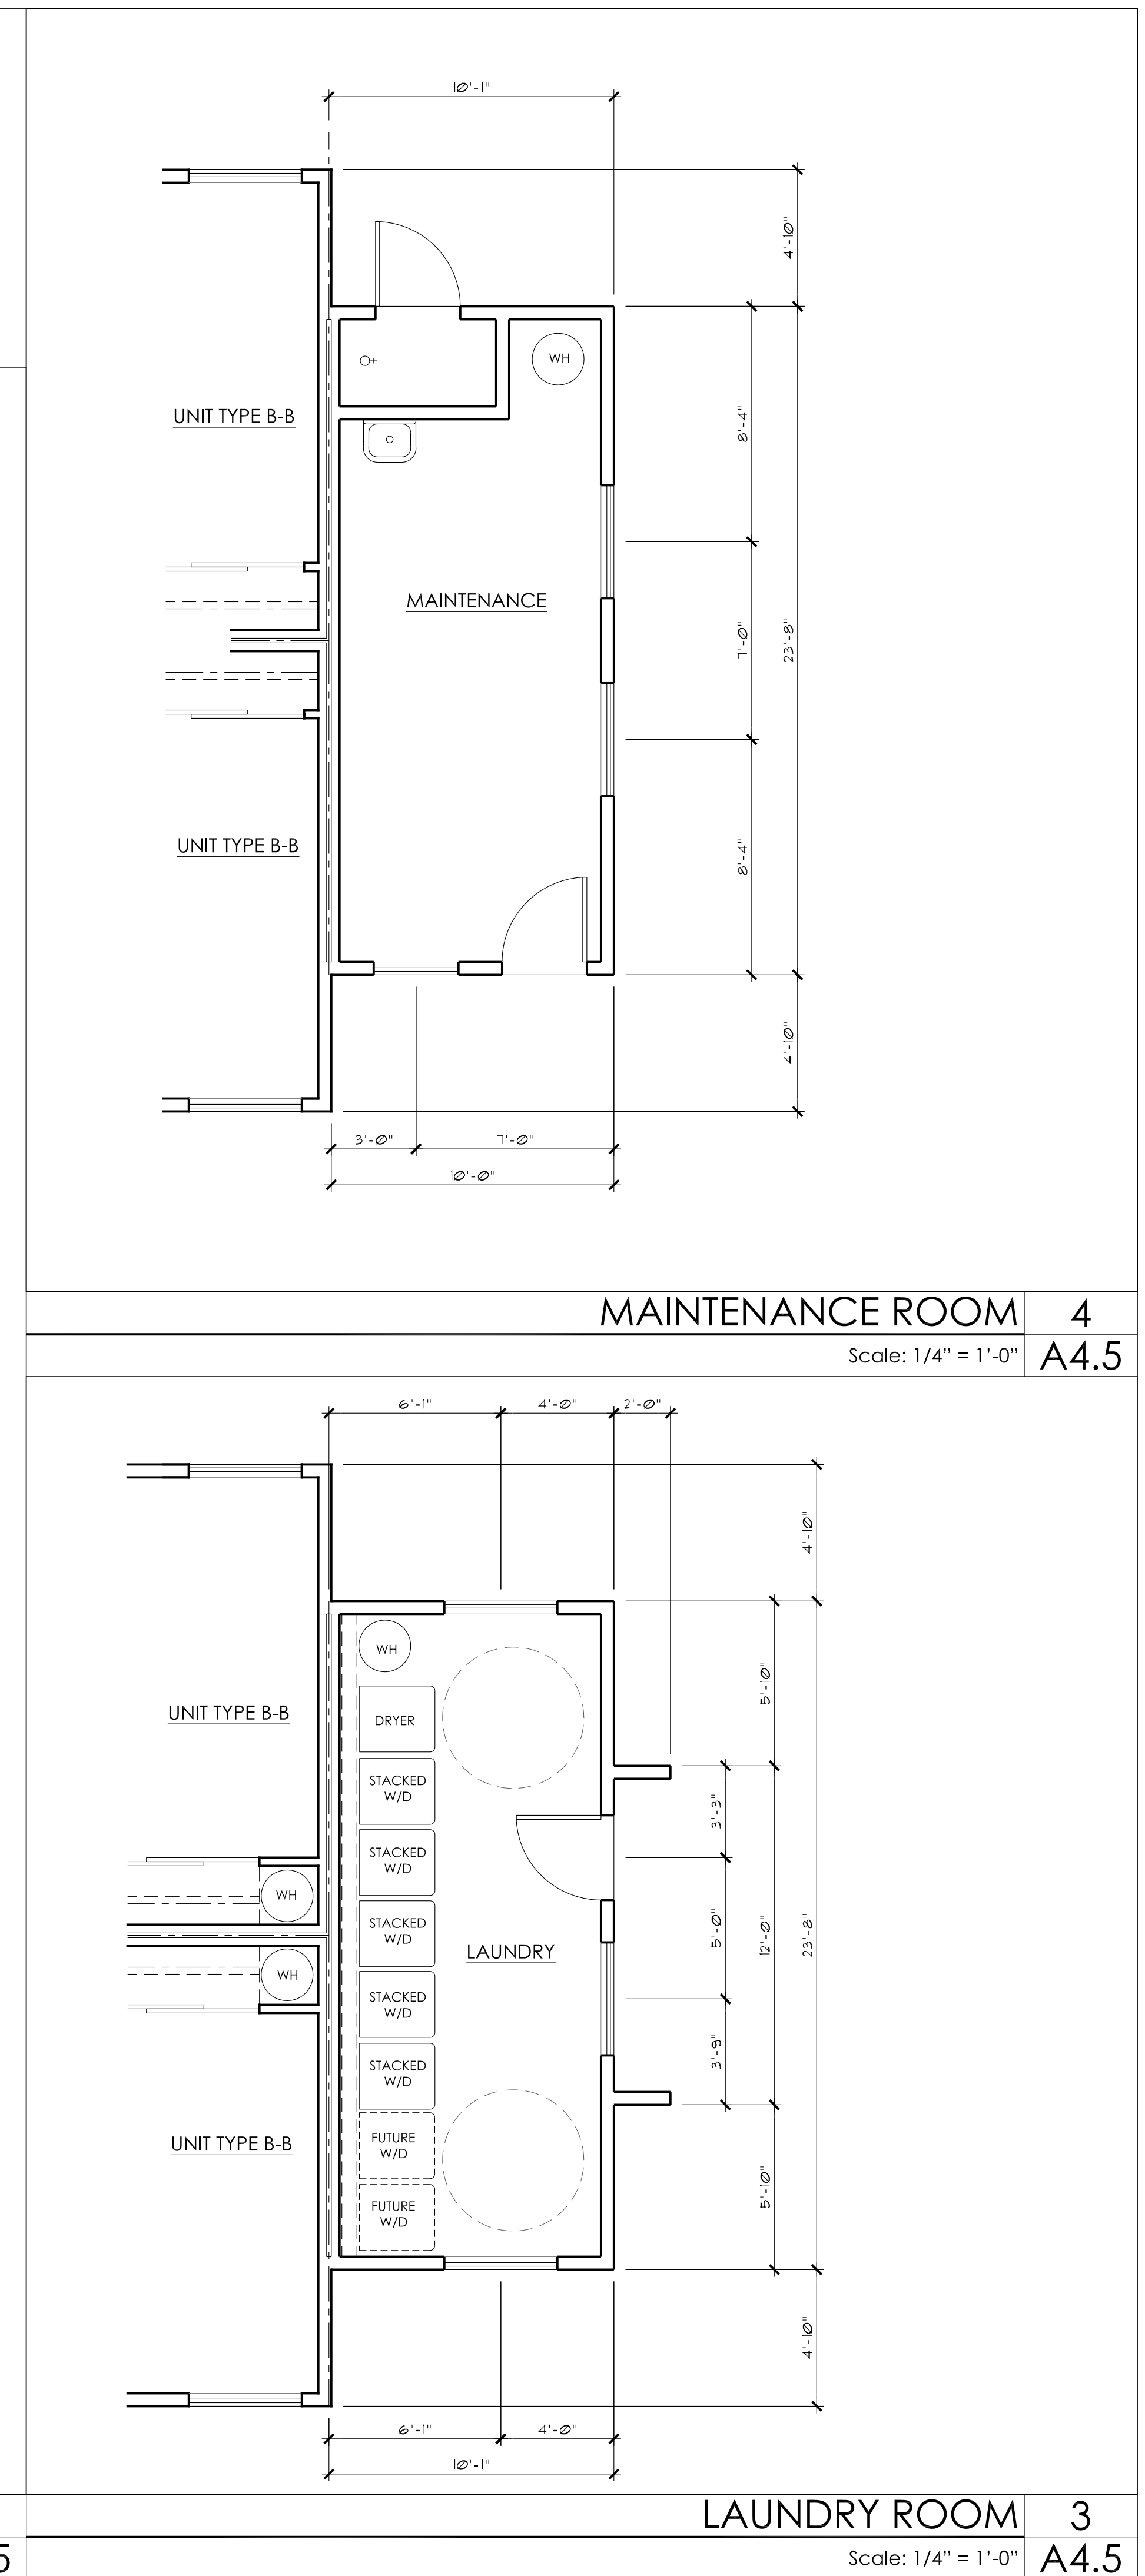 10'-1"
4'-10"
WH
UNIT TYPE B-B
8'-4"
MAINTENANCE
7'-0"
23'-8"
UNIT TYPE B-B
8'-4"
4'-10"
3'-0"
7'-0"
10'-0"
MAINTENANCE ROOM
4
Scale: 1/4" = 1'-0"
A4.5
6'-1"
4'-0"
2'-0"
4'-10"
WH
5'-10"
UNIT TYPE B-B
DRYER
STACKED
W/D
3'-3"
STACKED
W/D
WH
STACKED
W/D
5'-0"
12'-0"
23'-8"
LAUNDRY
WH
STACKED
W/D
3'-9"
STACKED
W/D
UNIT TYPE B-B
FUTURE
W/D
5'-10"
FUTURE
W/D
4'-10"
6'-1"
4'-0"
10'-1"
LAUNDRY ROOM
3
Scale: 1/4" = 1'-0"
A4.5
5